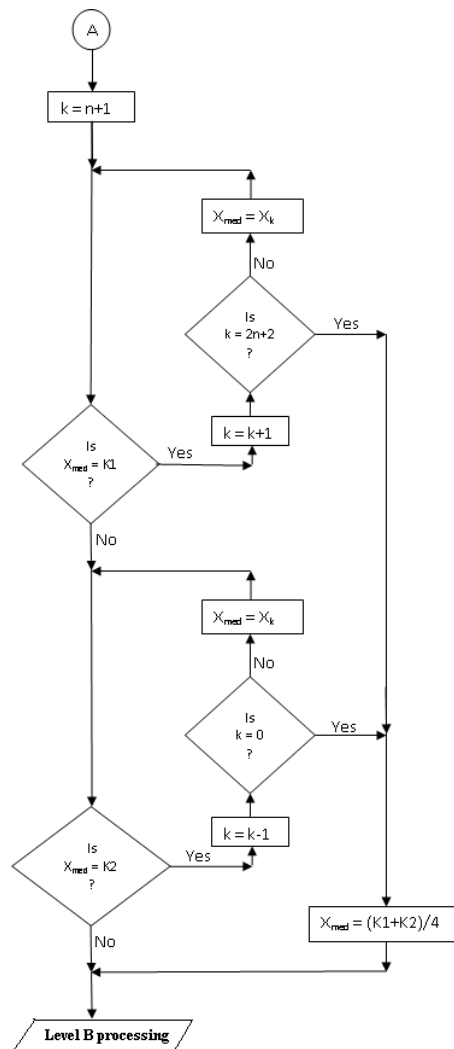 A
k = n+1
Xmed = Xk
No
Is
k = 2n+2
?
Yes
k = k+1
Is
Xmed = K1
?
Yes
No
Xmed = Xk
No
Is
k = 0
?
Yes
k = k-1
Is
Xmed = K2
?
Yes
No
Xmed = (K1+K2)/4
Level B processing